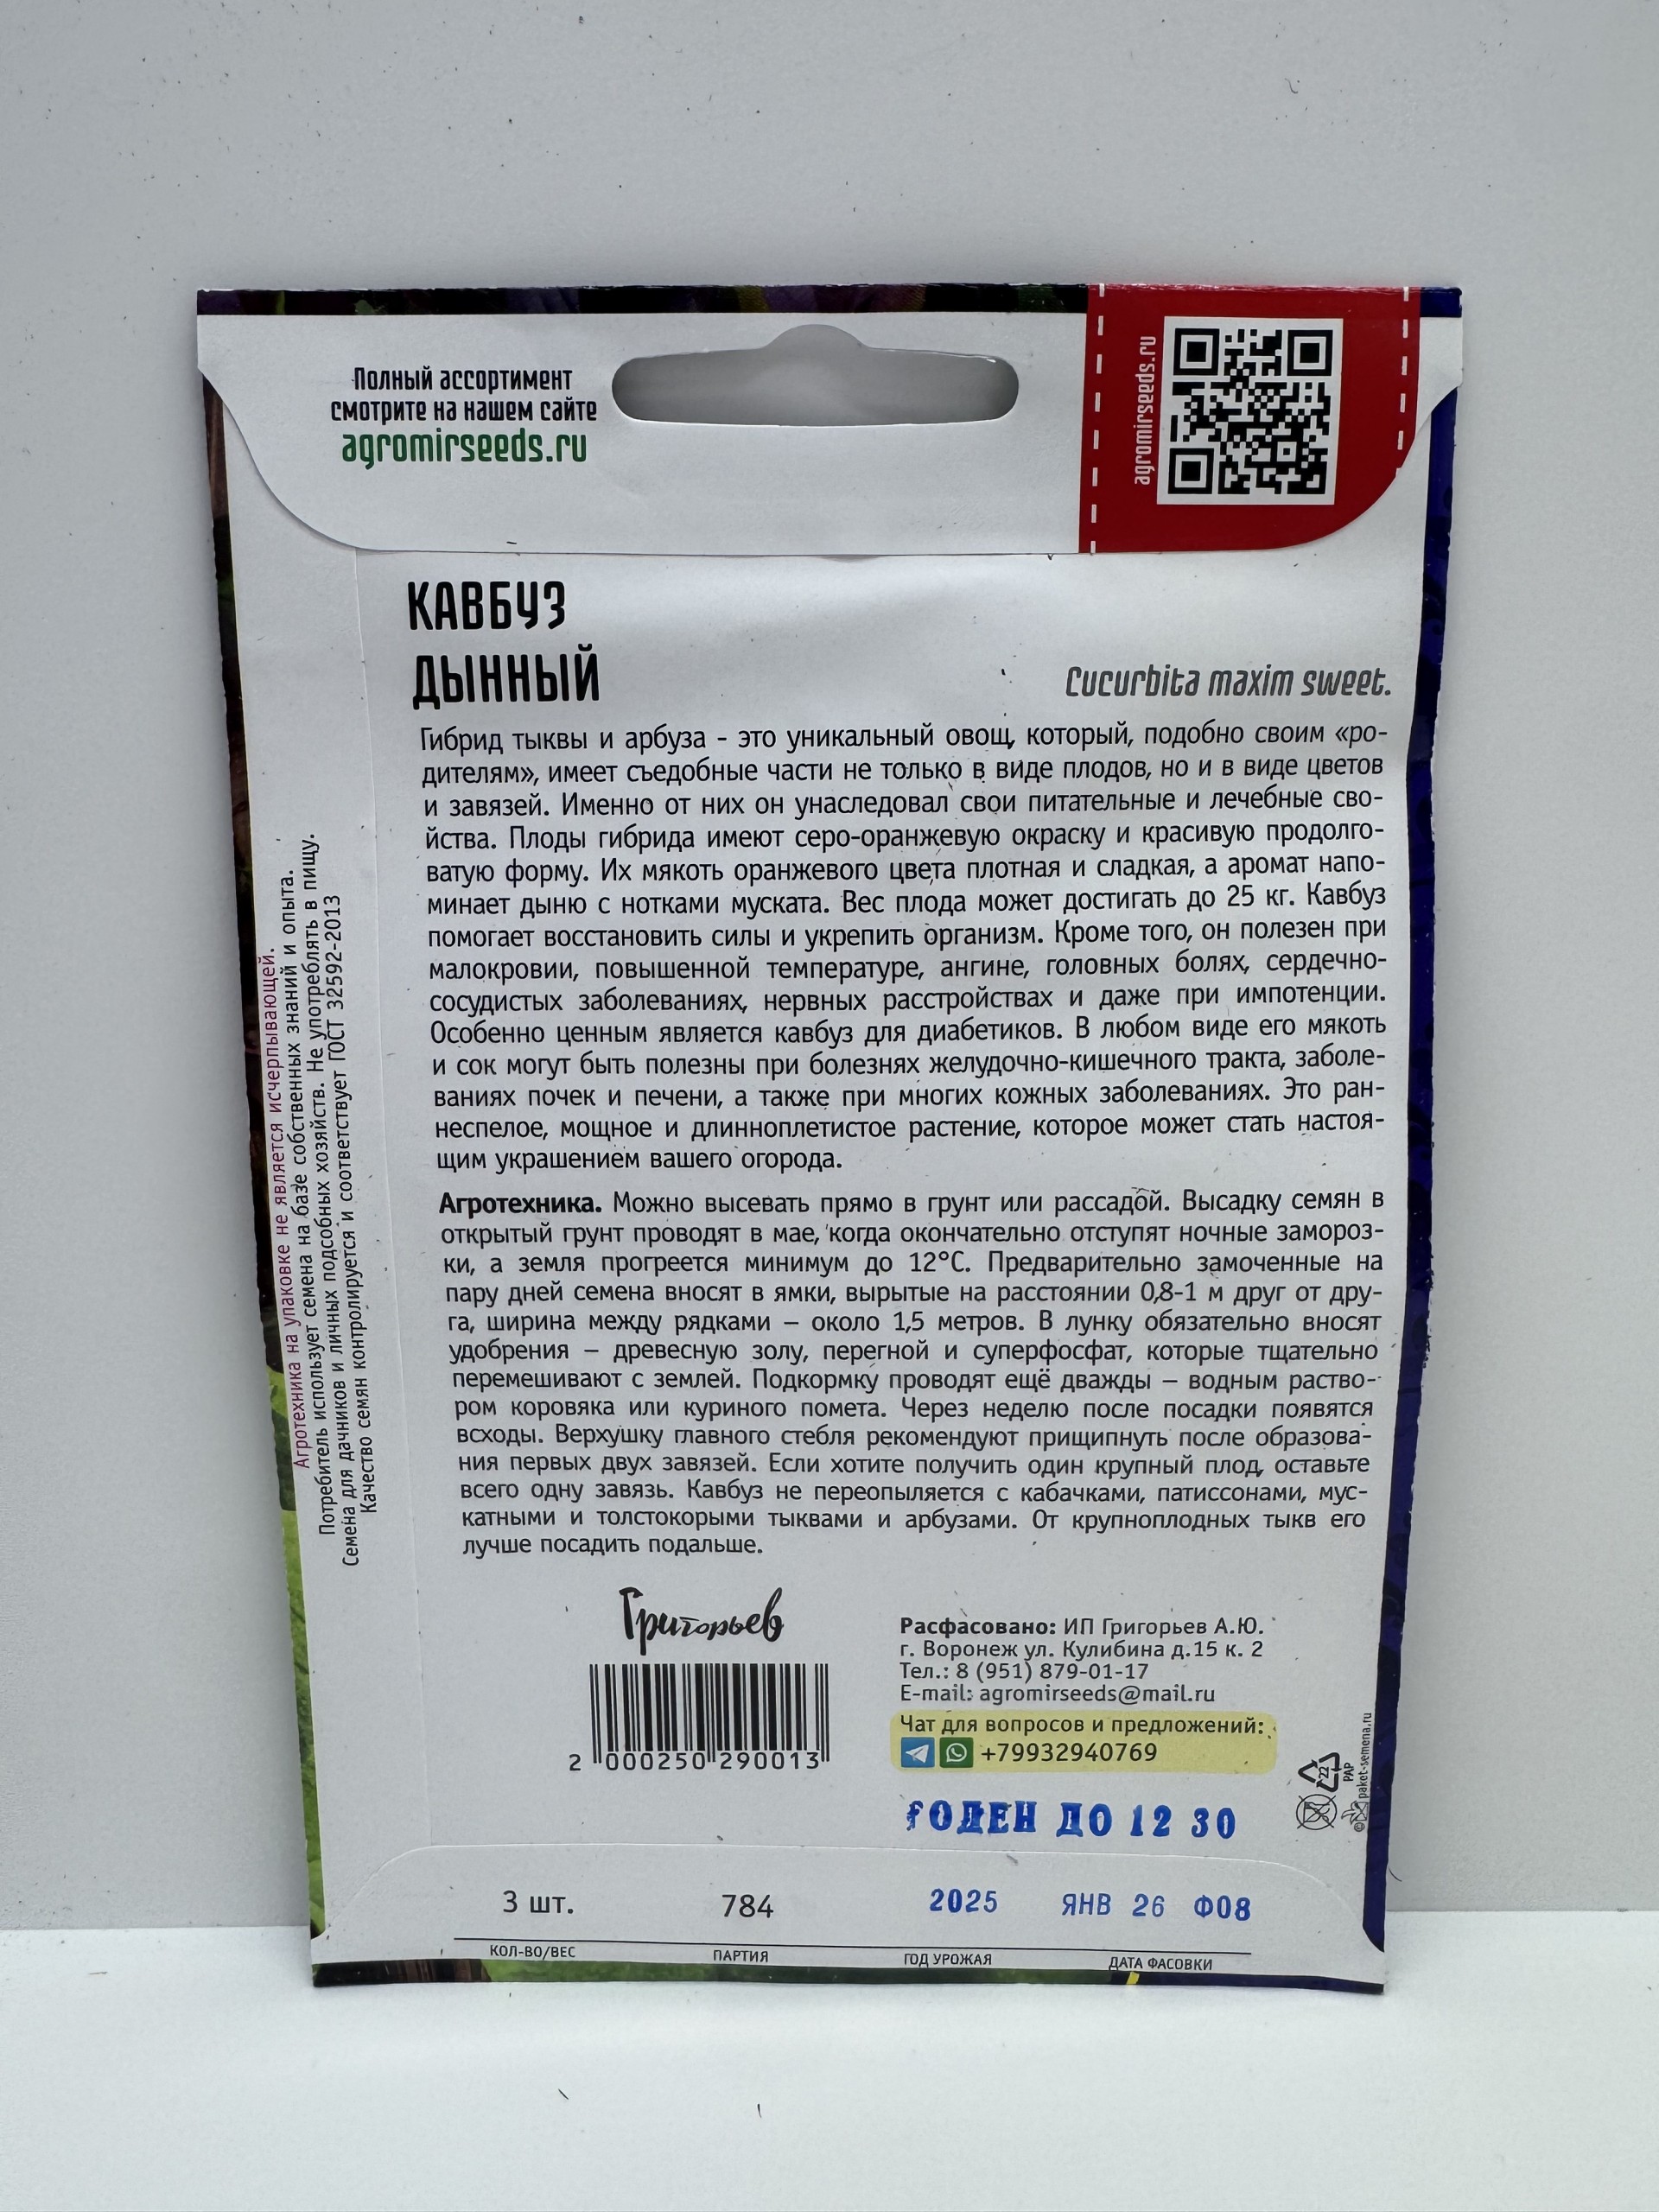 Полный ассортимент
смотрите на нашем сайте
agromirseeds.ru
agromirseeds.ru
КАВБУЗ
ДЫННЫЙ
Cucurbita maxim sweet.
Гибрид тыквы и арбуза - это уникальный овощ, который, подобно своим «ро-
дителям», имеет съедобные части не только в виде плодов, но и в виде цветов
и завязей. Именно от них он унаследовал свои питательные и лечебные сво-
йства. Плоды гибрида имеют серо-оранжевую окраску и красивую продолго-
ватую форму. Их мякоть оранжевого цвета плотная и сладкая, а аромат напо-
минает дыню с нотками муската. Вес плода может достигать до 25 кг. Кавбуз
помогает восстановить силы и укрепить организм. Кроме того, он полезен при
малокровии, повышенной температуре, ангине, головных болях, сердечно-
сосудистых заболеваниях, нервных расстройствах и даже при импотенции.
Особенно ценным является кавбуз для диабетиков. В любом виде его мякоть
и сок могут быть полезны при болезнях желудочно-кишечного тракта, заболе-
ваниях почек и печени, а также при многих кожных заболеваниях. Это ран-
неспелое, мощное и длинноплетистое растение, которое может стать настоя-
щим украшением вашего огорода.
Агротехника. Можно высевать прямо в грунт или рассадой. Высадку семян в
открытый грунт проводят в мае, когда окончательно отступят ночные замороз-
ки, а земля прогреется минимум до 12°C. Предварительно замоченные на
пару дней семена вносят в ямки, вырытые на расстоянии 0,8-1 м друг от дру-
га, ширина между рядками – около 1,5 метров. В лунку обязательно вносят
удобрения – древесную золу, перегной и суперфосфат, которые тщательно
перемешивают с землей. Подкормку проводят ещё дважды – водным раство-
ром коровяка или куриного помета. Через неделю после посадки появятся
всходы. Верхушку главного стебля рекомендуют прищипнуть после образова-
ния первых двух завязей. Если хотите получить один крупный плод, оставьте
всего одну завязь. Кавбуз не переопыляется с кабачками, патиссонами, мус-
катными и толстокорыми тыквами и арбузами. От крупноплодных тыкв его
лучше посадить подальше.
Агротехника на упаковке не является исчерпывающей.
Потребитель использует семена на базе собственных знаний и опыта.
Семена для дачников и личных подсобных хозяйств. Не употреблять в пищу.
Качество семян контролируется и соответствует ГОСТ 32592-2013
Григорьев
2 000250 290013
Расфасовано: ИП Григорьев А.Ю.
г. Воронеж ул. Кулибина д.15 к. 2
Тел.: 8 (951) 879-01-17
E-mail: agromirseeds@mail.ru
Чат для вопросов и предложений:
+79932940769
22
PAP
© paket-semena.ru
ГОДЕН ДО 12 30
3 шт. 784 2025 ЯНВ 26 Ф08
КОЛ-ВО/ВЕС ПАРТИЯ ГОД УРОЖАЯ ДАТА ФАСОВКИ